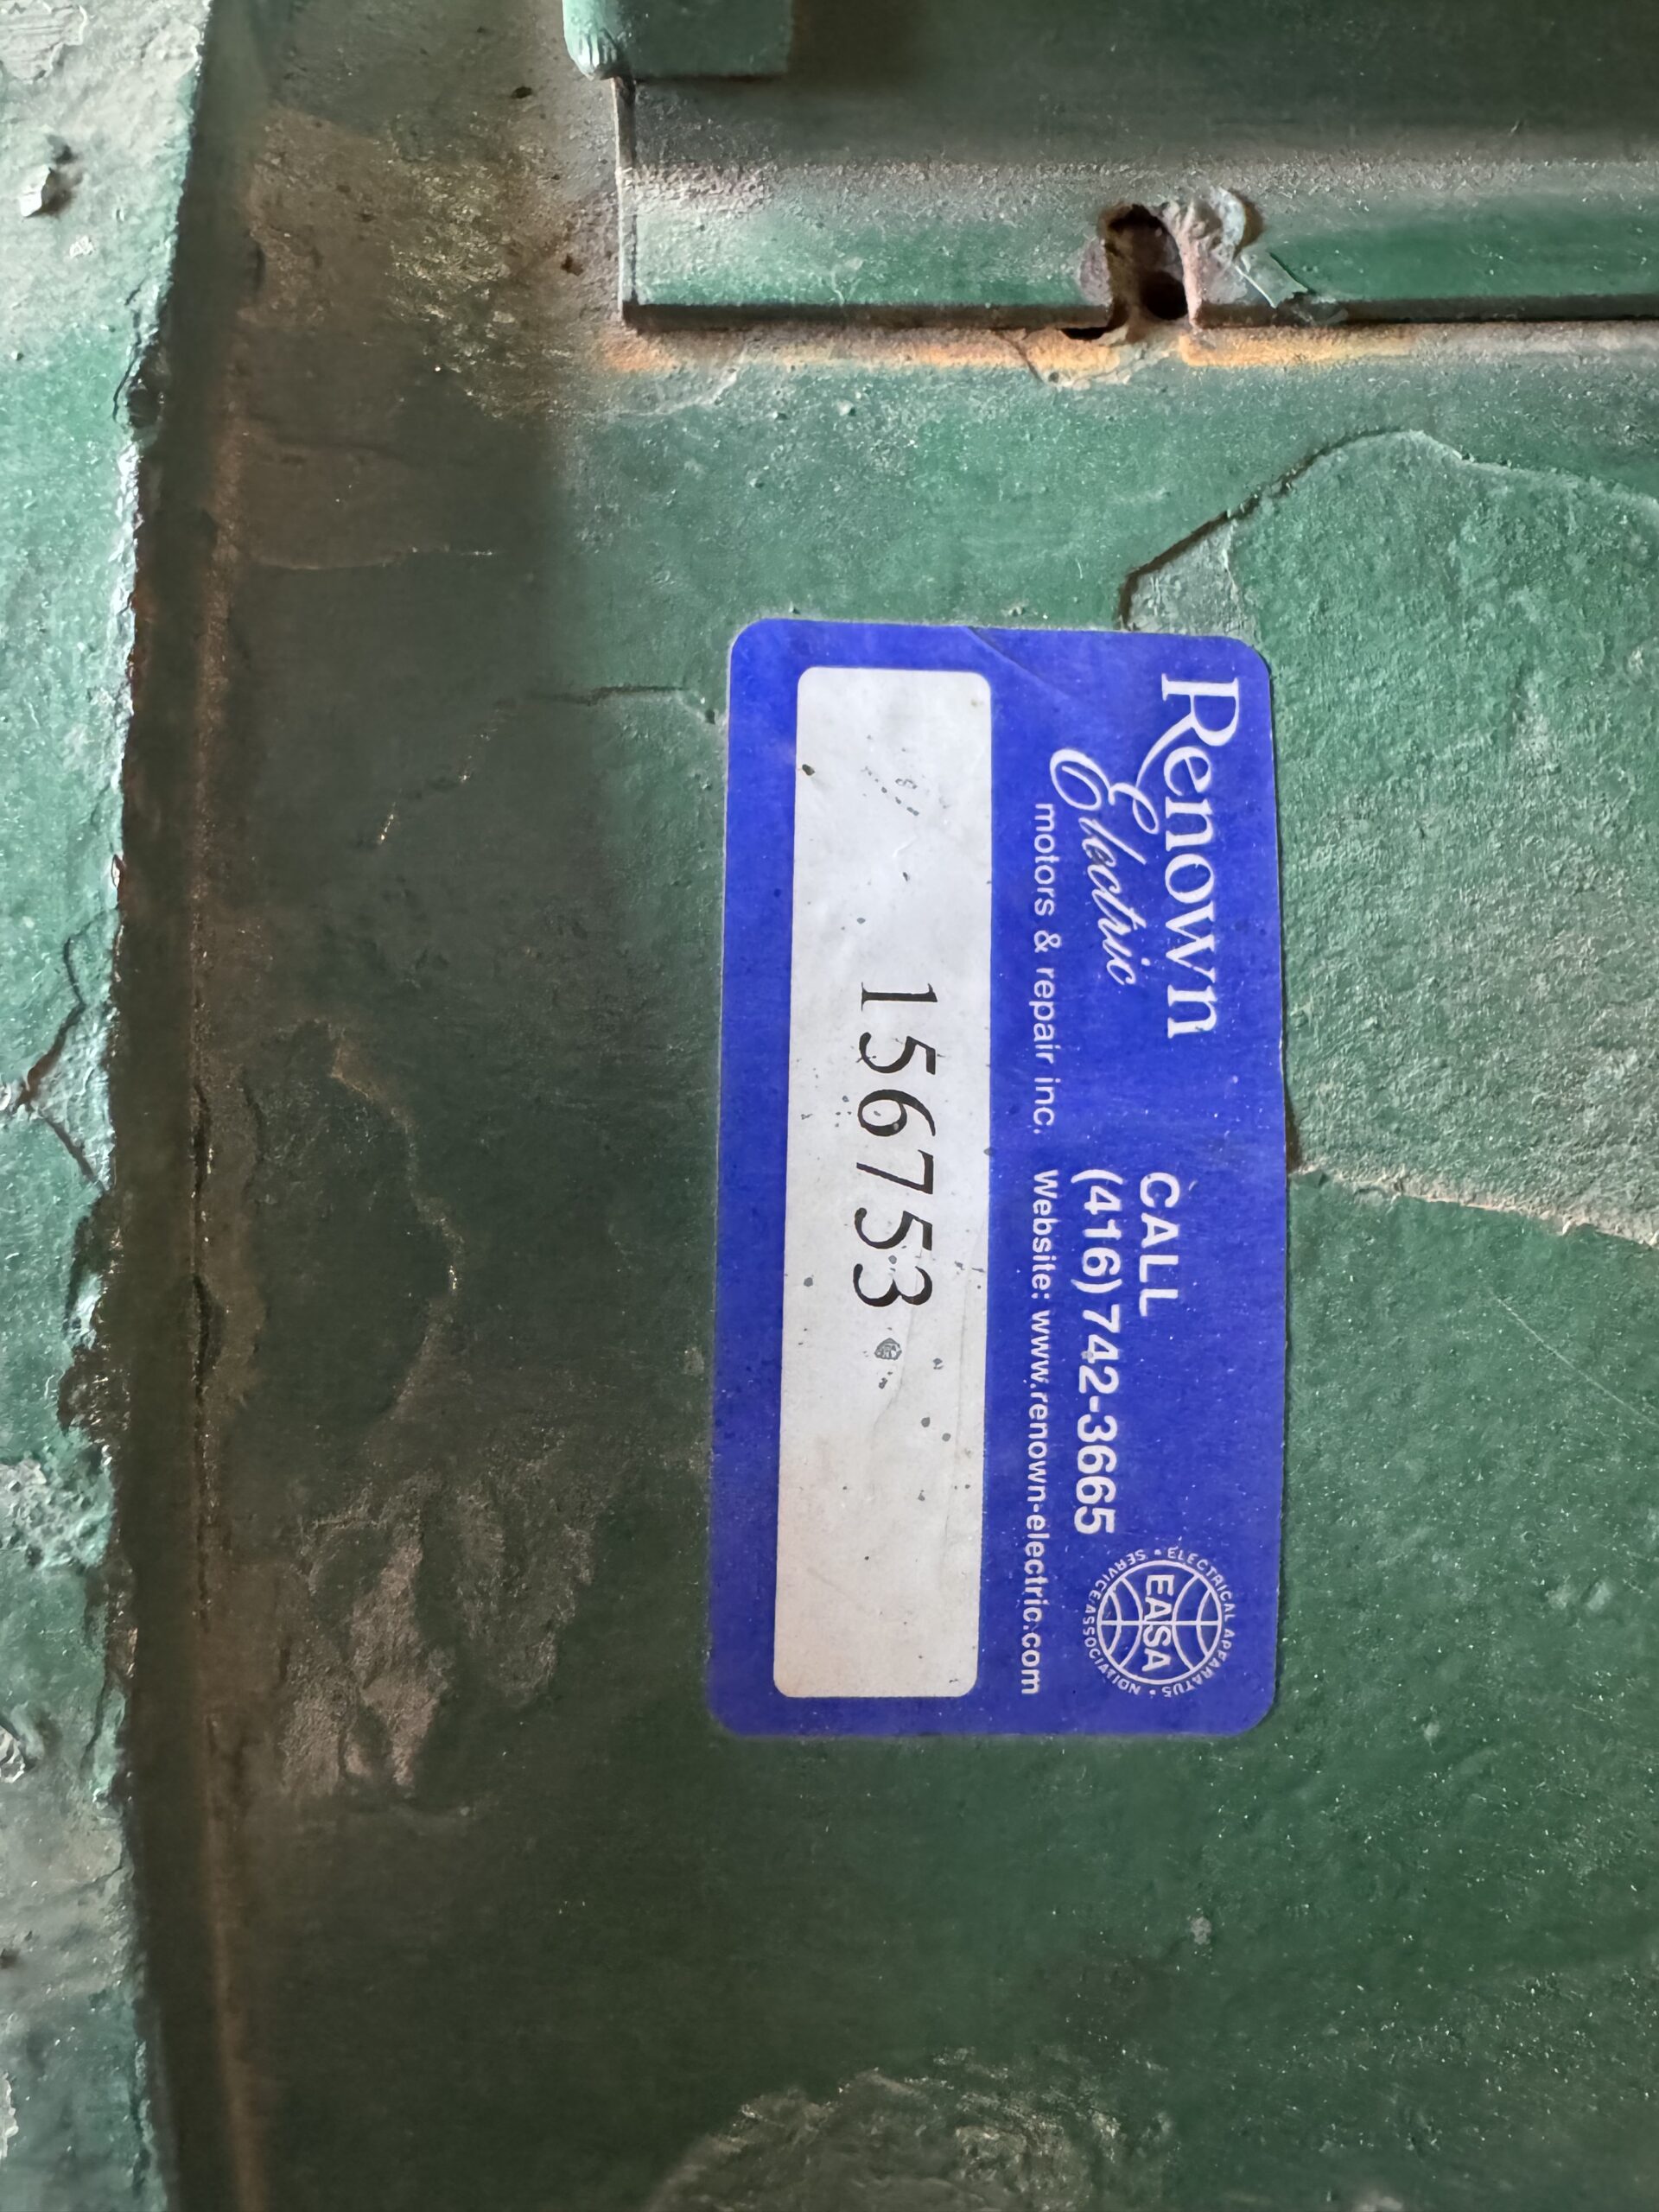 Renown
Electric
motors & repair inc.
CALL
(416) 742-3665
Website: www.renown-electric.com
EASA
• ELECTRICAL APPARATUS • SERVICE ASSOCIATION
156753